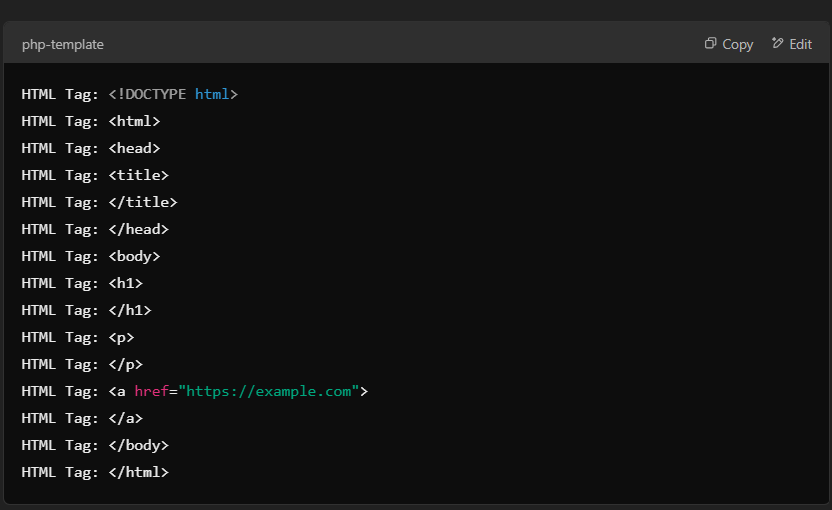 php-template
Copy
Edit
HTML Tag: <!DOCTYPE html>
HTML Tag: <html>
HTML Tag: <head>
HTML Tag: <title>
HTML Tag: </title>
HTML Tag: </head>
HTML Tag: <body>
HTML Tag: <h1>
HTML Tag: </h1>
HTML Tag: <p>
HTML Tag: </p>
HTML Tag: <a href="https://example.com">
HTML Tag: </a>
HTML Tag: </body>
HTML Tag: </html>